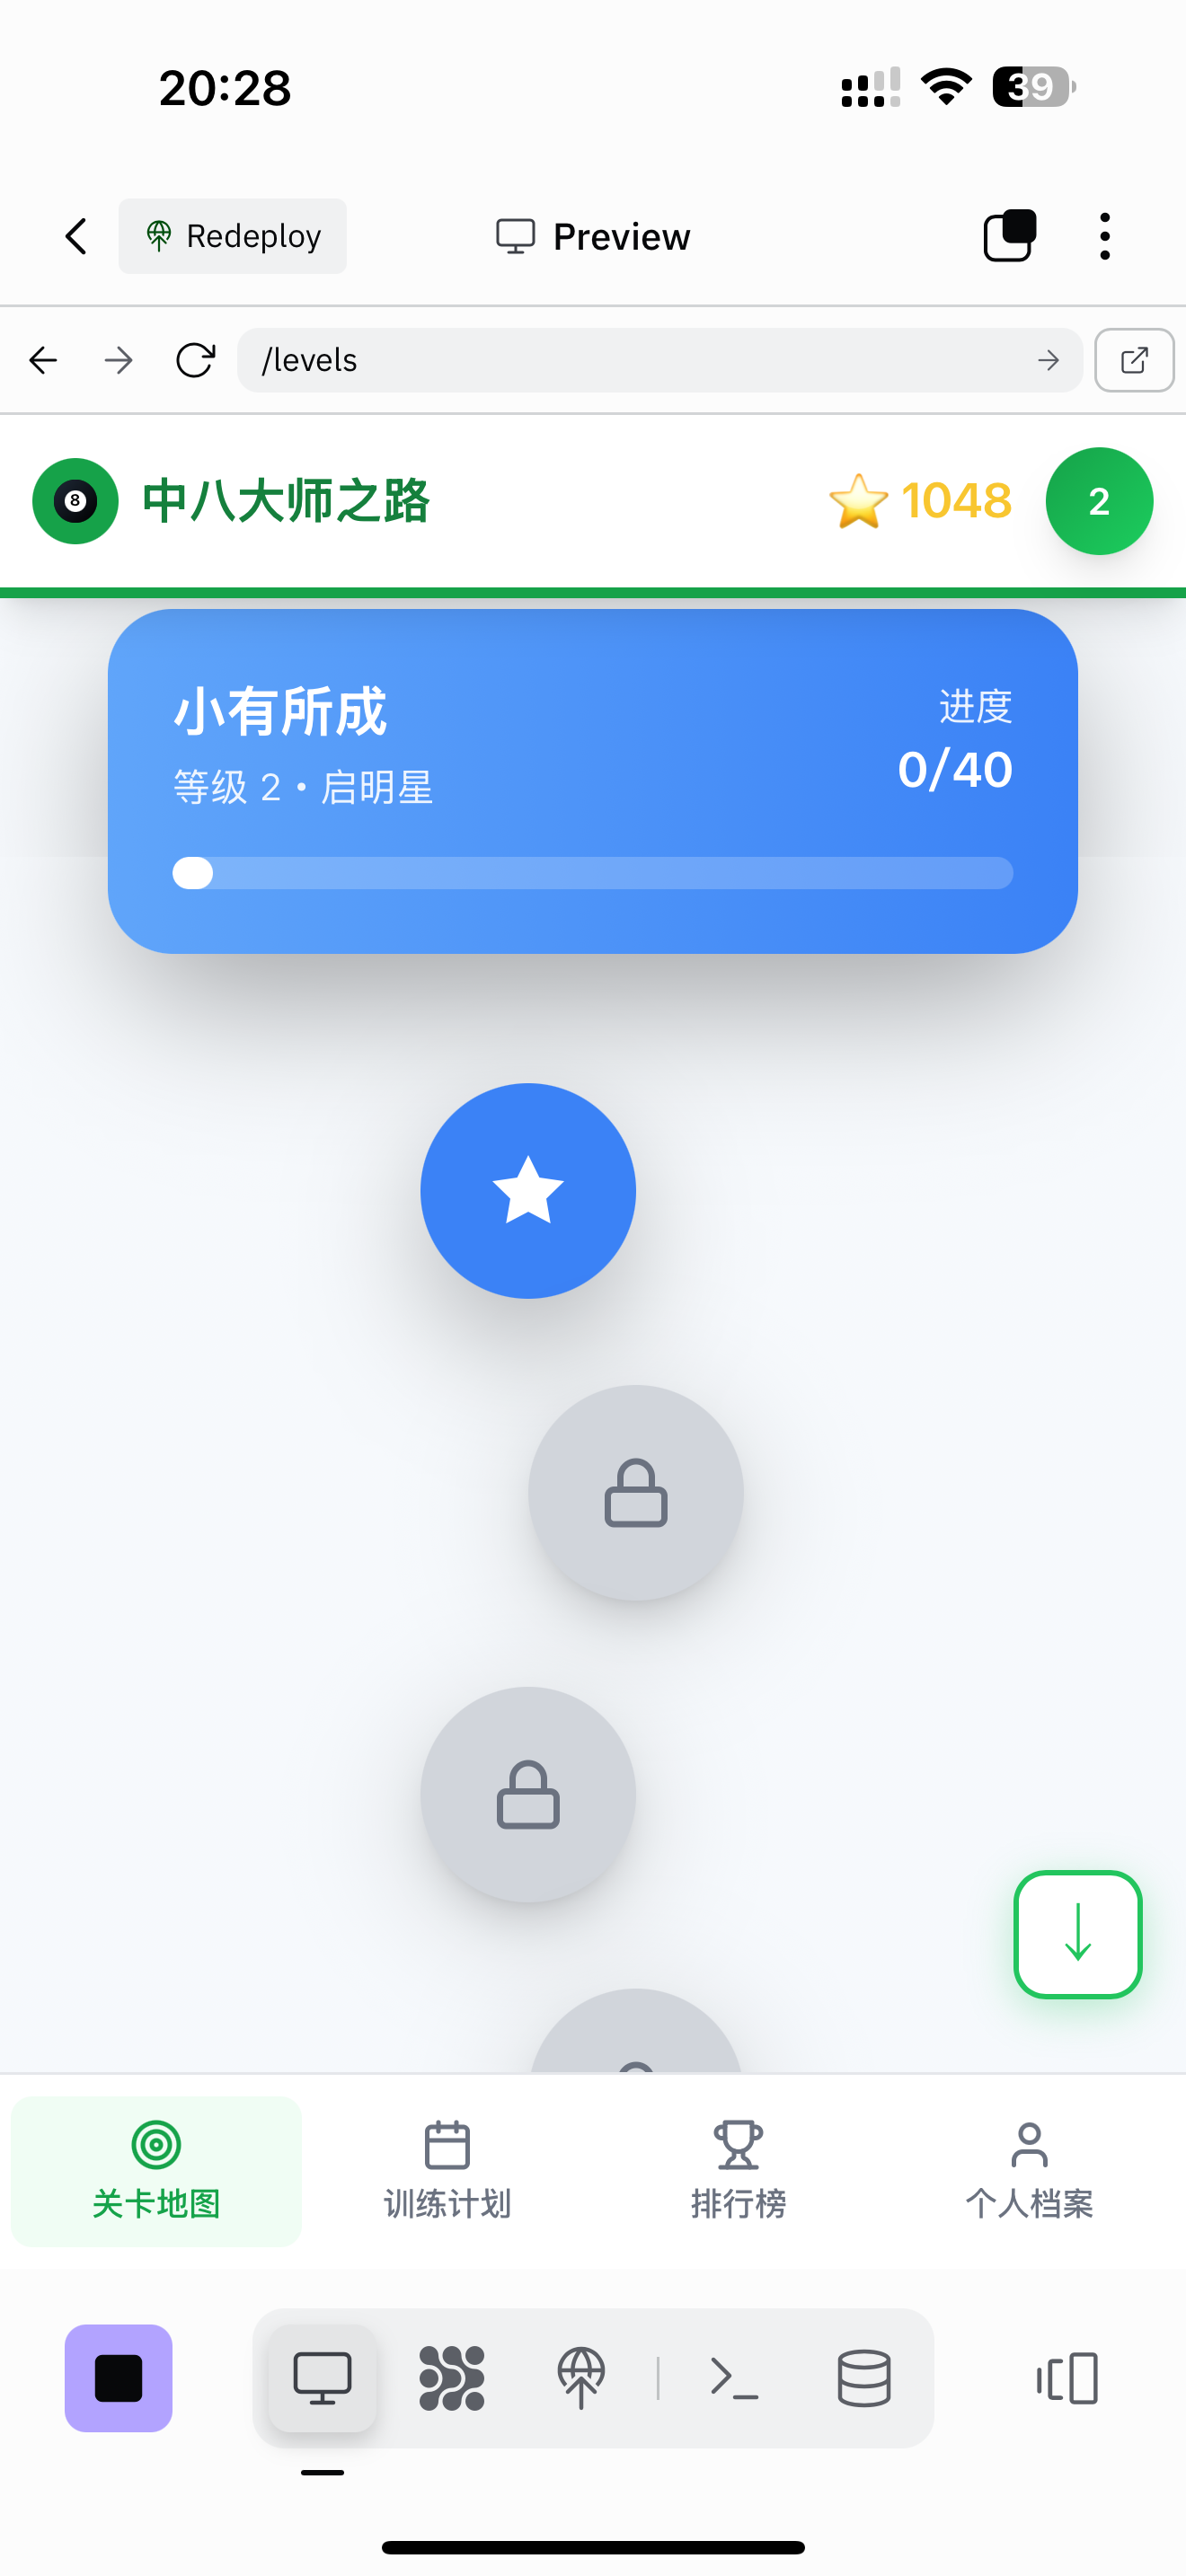 20:28
39
Redeploy
Preview
/levels
8
中八大师之路
⭐ 1048
2
小有所成
进度
等级 2 • 启明星
0/40
关卡地图
训练计划
排行榜
个人档案